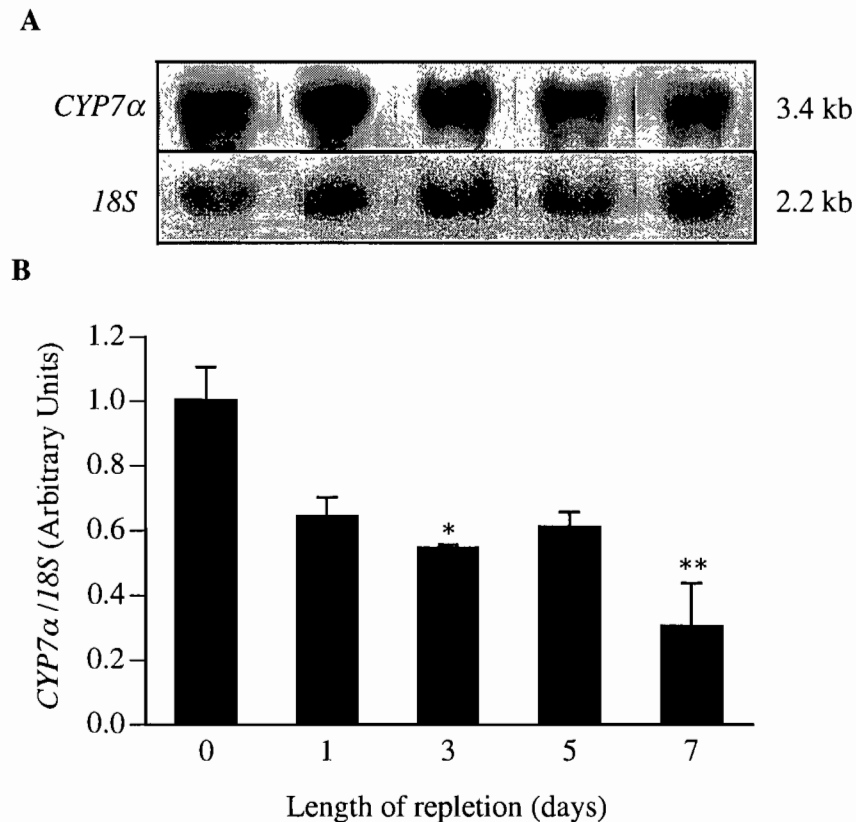 A
CYP7α 3.4 kb
18S 2.2 kb
B
CYP7α /18S (Arbitrary Units)
1.2
1.0
0.8
0.6
0.4
0.2
0.0
*
**
0 1 3 5 7
Length of repletion (days)